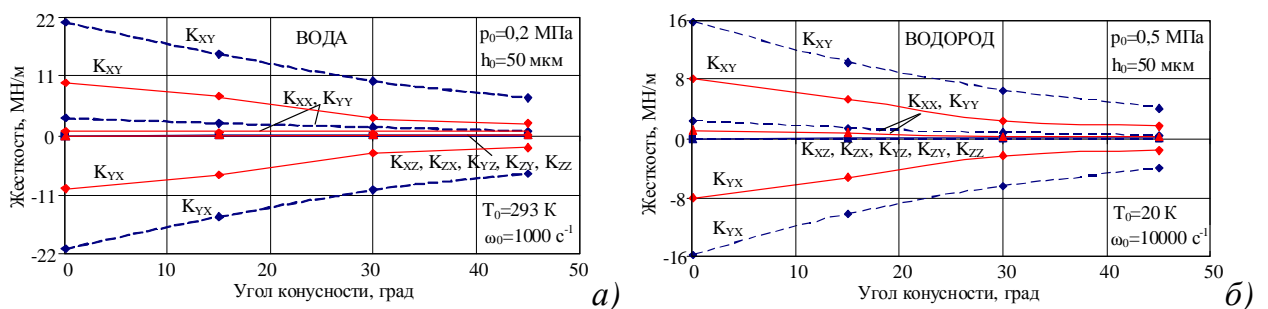 22
11
0
-11
-22
Жесткость, МН/м
K_XY
K_XY
ВОДА
p₀=0,2 МПа
h₀=50 мкм
K_XX, K_YY
K_XZ, K_ZX, K_YZ, K_ZY, K_ZZ
K_YX
K_YX
T₀=293 К
ω₀=1000 с⁻¹
0 10 20 30 40 50
Угол конусности, град
а)
16
8
0
-8
-16
Жесткость, МН/м
K_XY
K_XY
ВОДОРОД
p₀=0,5 МПа
h₀=50 мкм
K_XX, K_YY
K_XZ, K_ZX, K_YZ, K_ZY, K_ZZ
K_YX
K_YX
T₀=20 К
ω₀=10000 с⁻¹
0 10 20 30 40 50
Угол конусности, град
б)